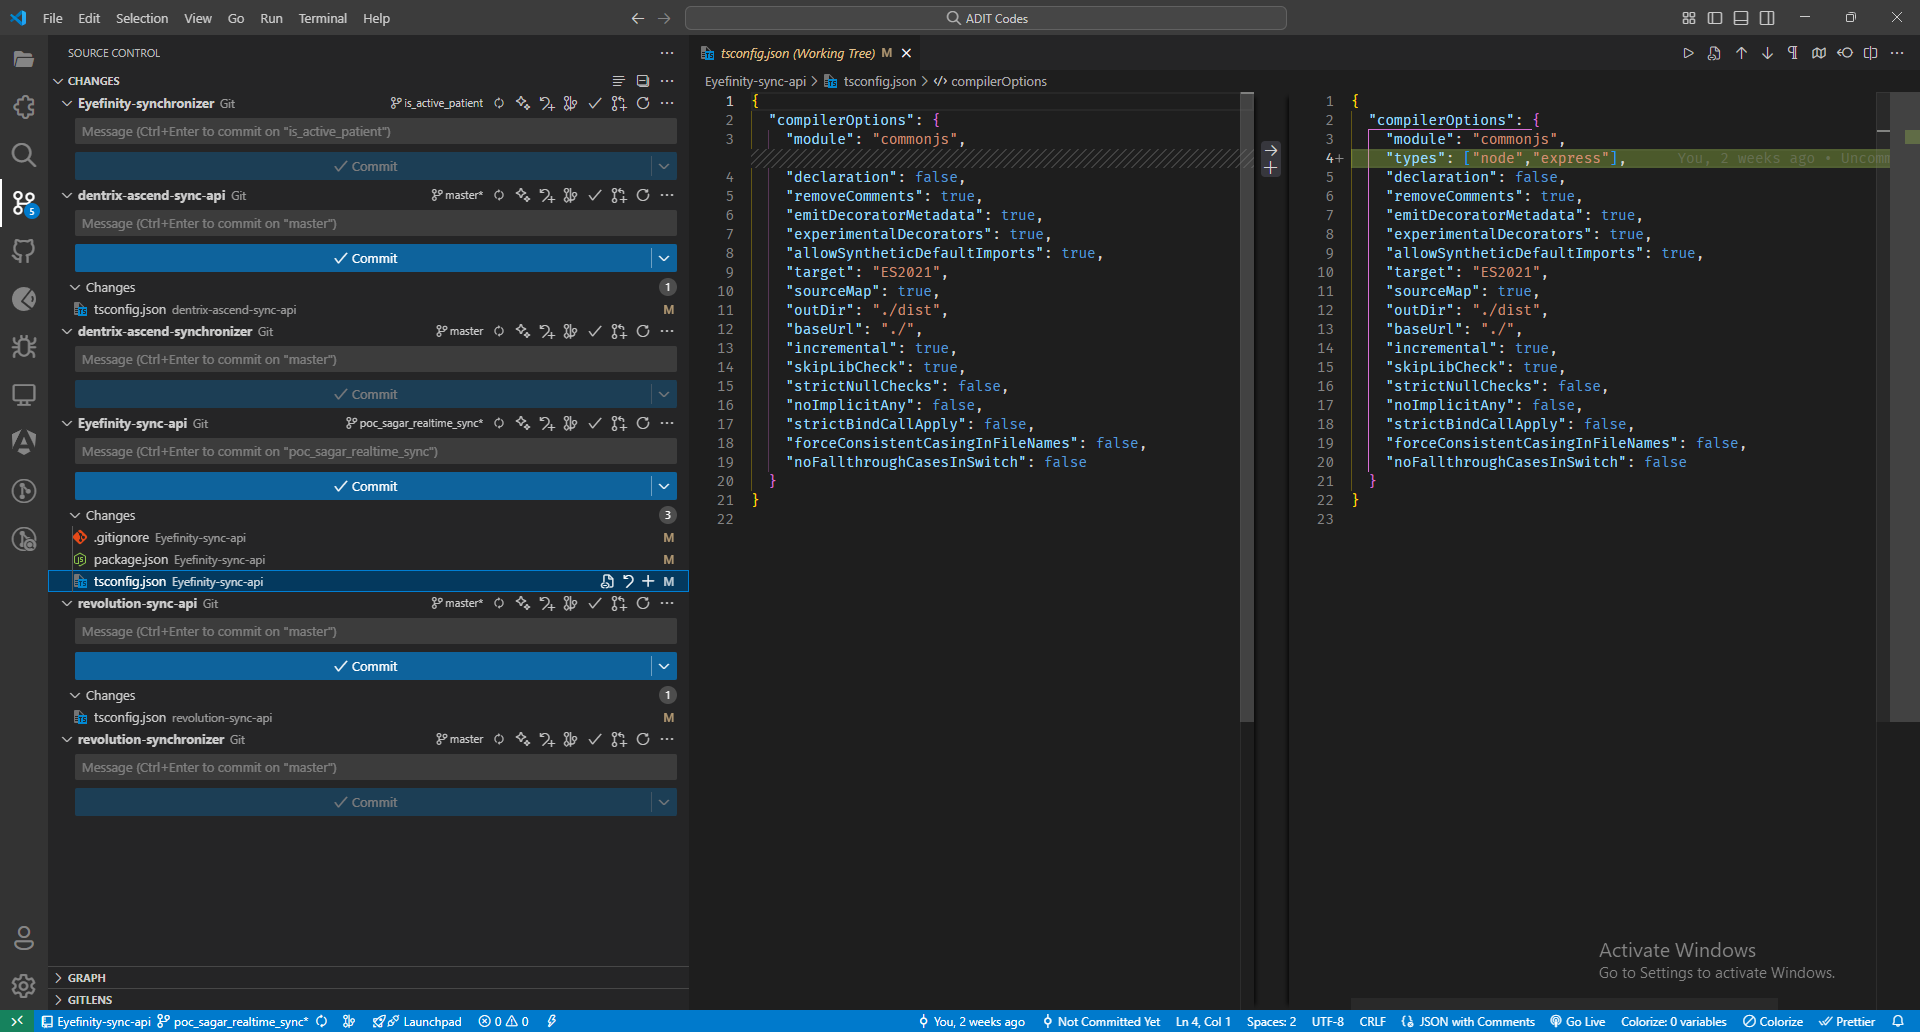 File Edit Selection View Go Run Terminal Help
ADIT Codes
SOURCE CONTROL
CHANGES
Eyefinity-synchronizer Git is_active_patient
Message (Ctrl+Enter to commit on "is_active_patient")
Commit
dentrix-ascend-sync-api Git master*
Message (Ctrl+Enter to commit on "master")
Commit
Changes 1
tsconfig.json dentrix-ascend-sync-api M
dentrix-ascend-synchronizer Git master
Message (Ctrl+Enter to commit on "master")
Commit
Eyefinity-sync-api Git poc_sagar_realtime_sync*
Message (Ctrl+Enter to commit on "poc_sagar_realtime_sync")
Commit
Changes 3
.gitignore Eyefinity-sync-api M
package.json Eyefinity-sync-api M
tsconfig.json Eyefinity-sync-api M
revolution-sync-api Git master*
Message (Ctrl+Enter to commit on "master")
Commit
Changes 1
tsconfig.json revolution-sync-api M
revolution-synchronizer Git master
Message (Ctrl+Enter to commit on "master")
Commit
GRAPH
GITLENS
5
tsconfig.json (Working Tree) M
Eyefinity-sync-api > tsconfig.json > compilerOptions
1 {
2 "compilerOptions": {
3 "module": "commonjs",
4 "declaration": false,
5 "removeComments": true,
6 "emitDecoratorMetadata": true,
7 "experimentalDecorators": true,
8 "allowSyntheticDefaultImports": true,
9 "target": "ES2021",
10 "sourceMap": true,
11 "outDir": "./dist",
12 "baseUrl": "./",
13 "incremental": true,
14 "skipLibCheck": true,
15 "strictNullChecks": false,
16 "noImplicitAny": false,
17 "strictBindCallApply": false,
18 "forceConsistentCasingInFileNames": false,
19 "noFallthroughCasesInSwitch": false
20 }
21 }
22
1 {
2 "compilerOptions": {
3 "module": "commonjs",
4+ "types": ["node","express"], You, 2 weeks ago • Uncomm
5 "declaration": false,
6 "removeComments": true,
7 "emitDecoratorMetadata": true,
8 "experimentalDecorators": true,
9 "allowSyntheticDefaultImports": true,
10 "target": "ES2021",
11 "sourceMap": true,
12 "outDir": "./dist",
13 "baseUrl": "./",
14 "incremental": true,
15 "skipLibCheck": true,
16 "strictNullChecks": false,
17 "noImplicitAny": false,
18 "strictBindCallApply": false,
19 "forceConsistentCasingInFileNames": false,
20 "noFallthroughCasesInSwitch": false
21 }
22 }
23
Activate Windows
Go to Settings to activate Windows.
Eyefinity-sync-api poc_sagar_realtime_sync* Launchpad 0 0 You, 2 weeks ago Not Committed Yet Ln 4, Col 1 Spaces: 2 UTF-8 CRLF JSON with Comments Go Live Colorize: 0 variables Colorize Prettier